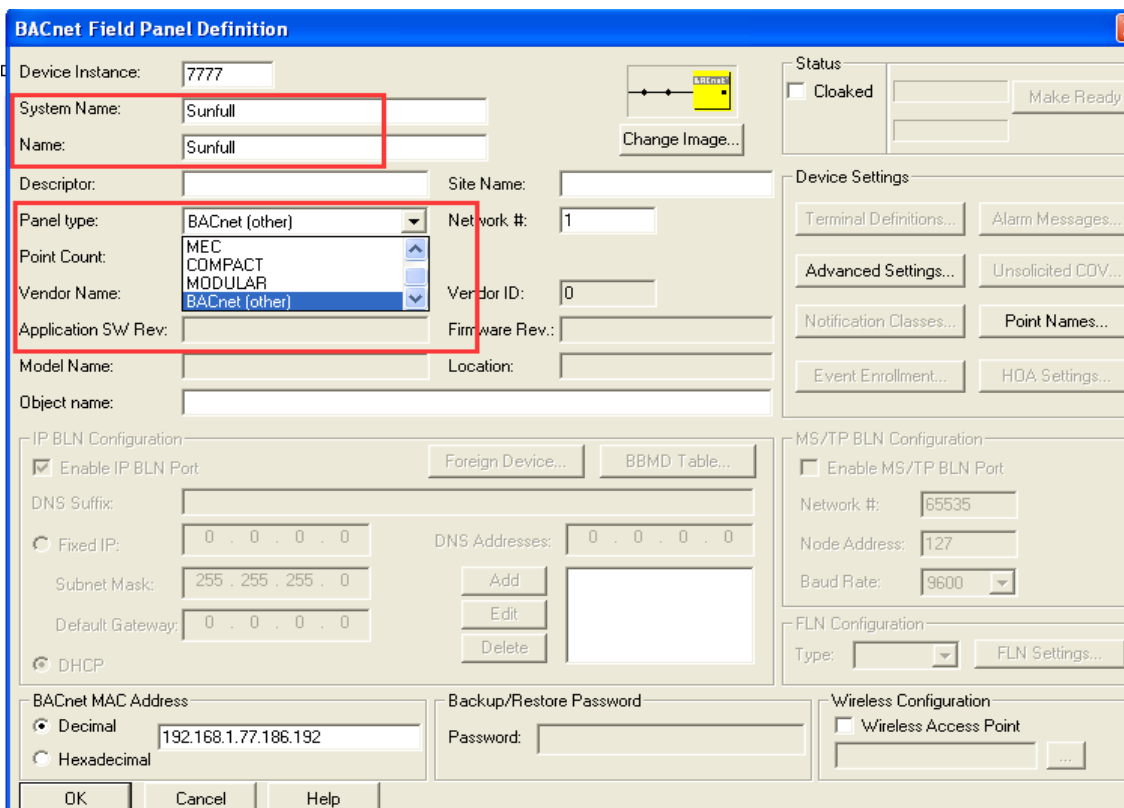 BACnet Field Panel Definition
Device Instance: 7777
Status
Cloaked
Make Ready
System Name: Sunfull
Name: Sunfull
BACnet
Change Image...
Descriptor:
Site Name:
Device Settings
Panel type: BACnet (other)
Network #: 1
Terminal Definitions...
Alarm Messages...
MEC
COMPACT
MODULAR
BACnet (other)
Point Count:
Advanced Settings...
Unsolicited COV...
Vendor Name:
Vendor ID: 0
Notification Classes...
Point Names...
Application SW Rev:
Firmware Rev.:
Model Name:
Location:
Event Enrollment...
HOA Settings...
Object name:
IP BLN Configuration
Enable IP BLN Port
Foreign Device...
BBMD Table...
DNS Suffix:
Fixed IP: 0 . 0 . 0 . 0
DNS Addresses: 0 . 0 . 0 . 0
Subnet Mask: 255 . 255 . 255 . 0
Add
Default Gateway: 0 . 0 . 0 . 0
Edit
Delete
DHCP
MS/TP BLN Configuration
Enable MS/TP BLN Port
Network #: 65535
Node Address: 127
Baud Rate: 9600
FLN Configuration
Type:
FLN Settings...
BACnet MAC Address
Decimal
192.168.1.77.186.192
Hexadecimal
Backup/Restore Password
Password:
Wireless Configuration
Wireless Access Point
...
OK
Cancel
Help